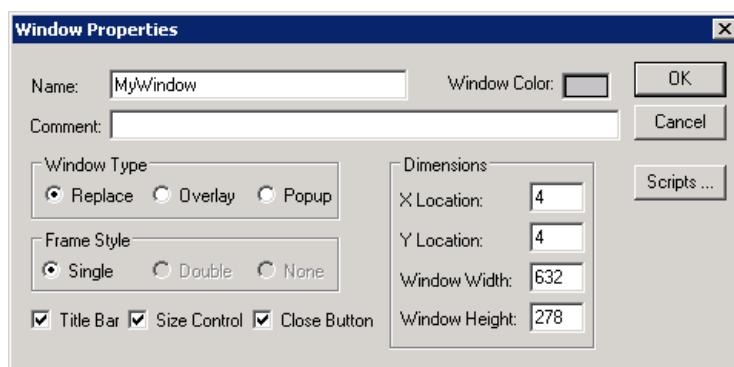 Window Properties
Name: MyWindow Window Color: OK
Comment: Cancel
Window Type Dimensions
Replace Overlay Popup X Location: 4 Scripts ...
Frame Style Y Location: 4
Single Double None Window Width: 632
Title Bar Size Control Close Button Window Height: 278